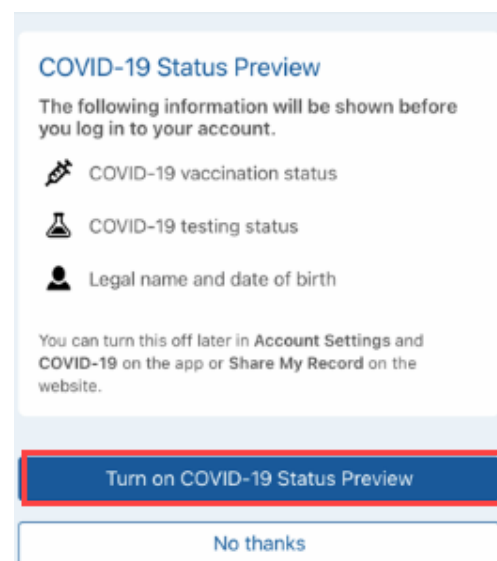 COVID-19 Status Preview
The following information will be shown before
you log in to your account.
COVID-19 vaccination status
COVID-19 testing status
Legal name and date of birth
You can turn this off later in Account Settings and
COVID-19 on the app or Share My Record on the
website.
Turn on COVID-19 Status Preview
No thanks